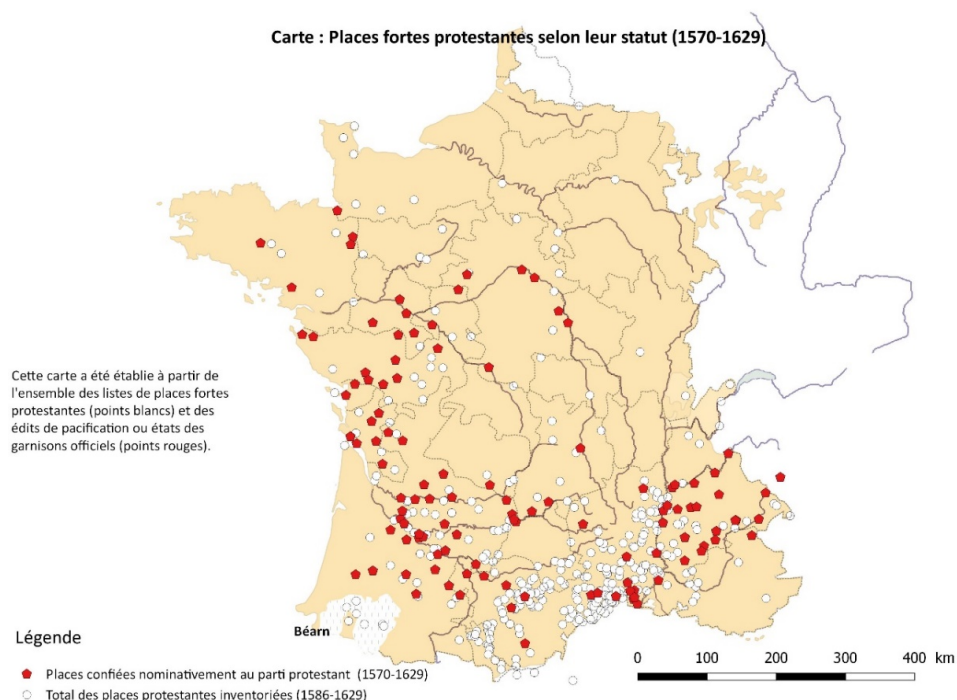 Carte : Places fortes protestantes selon leur statut (1570-1629)
Cette carte a été établie à partir de
l'ensemble des listes de places fortes
protestantes (points blancs) et des
édits de pacification ou états des
garnisons officiels (points rouges).
Béarn
Légende
Places confiées nominativement au parti protestant (1570-1629)
Total des places protestantes inventoriées (1586-1629)
0 100 200 300 400 km